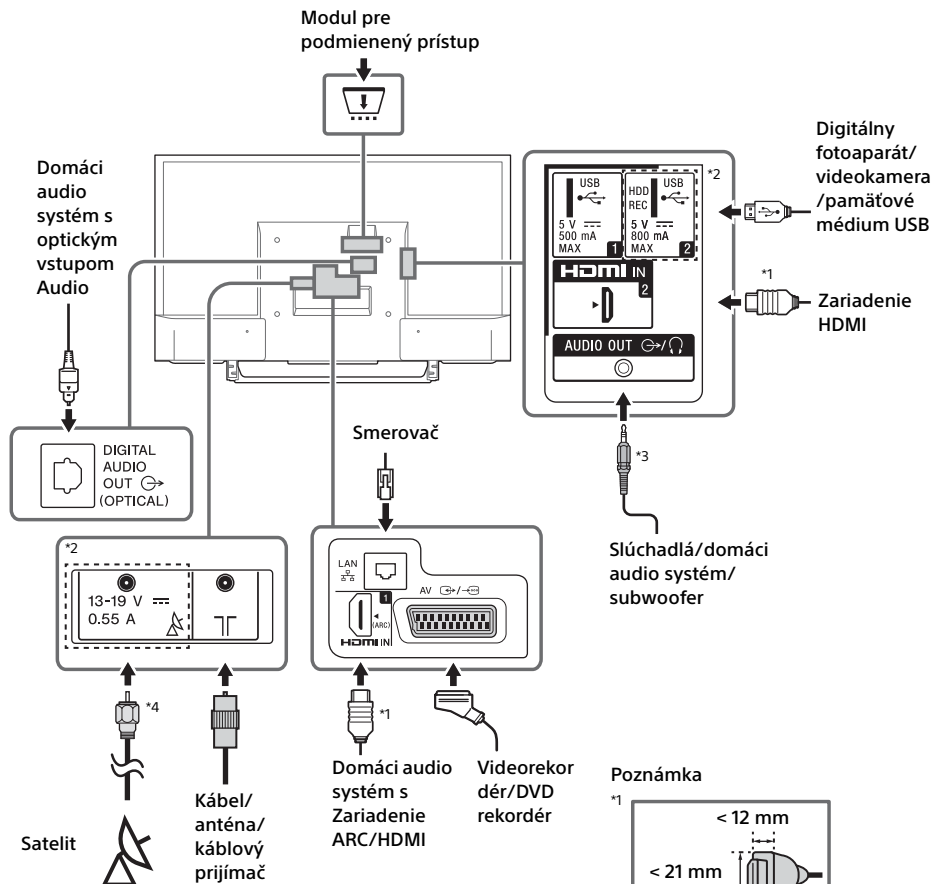 Modul pre
podmienený prístup
Domáci
audio
systém s
optickým
vstupom
Audio
USB
5 V
500 mA
MAX
1
HDD
REC
USB
5 V
800 mA
MAX
2
*2
HDMI IN
2
AUDIO OUT
Digitálny
fotoaparát/
videokamera
/pamäťové
médium USB
*1
Zariadenie
HDMI
DIGITAL
AUDIO
OUT
(OPTICAL)
Smerovač
*3
Slúchadlá/domáci
audio systém/
subwoofer
*2
13-19 V
0.55 A
LAN
1
(ARC)
HDMI IN
AV
*4
*1
Satelit
Kábel/
anténa/
káblový
prijímač
Domáci audio
systém s
Zariadenie
ARC/HDMI
Videorekor
dér/DVD
rekordér
Poznámka
*1
< 12 mm
< 21 mm